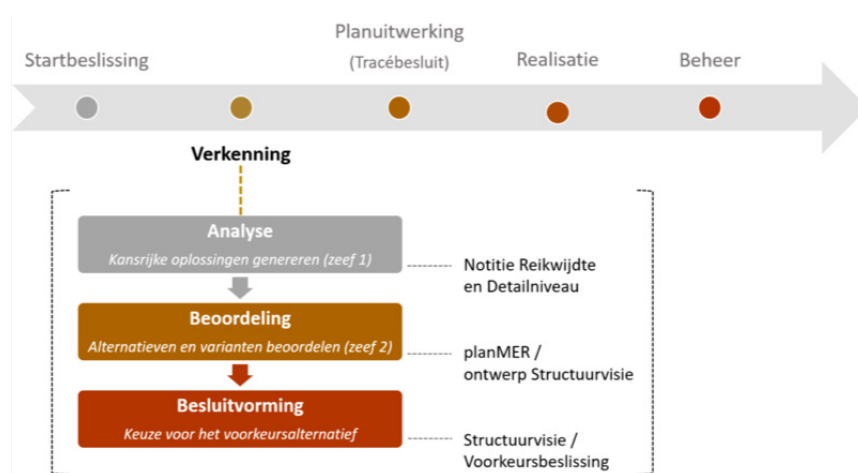 Startbeslissing
Planuitwerking
(Tracébesluit)
Realisatie
Beheer
Verkenning
Analyse
Kansrijke oplossingen genereren (zeef 1)
Notitie Reikwijdte
en Detailniveau
Beoordeling
Alternatieven en varianten beoordelen (zeef 2)
planMER /
ontwerp Structuurvisie
Besluitvorming
Keuze voor het voorkeursalternatief
Structuurvisie /
Voorkeursbeslissing